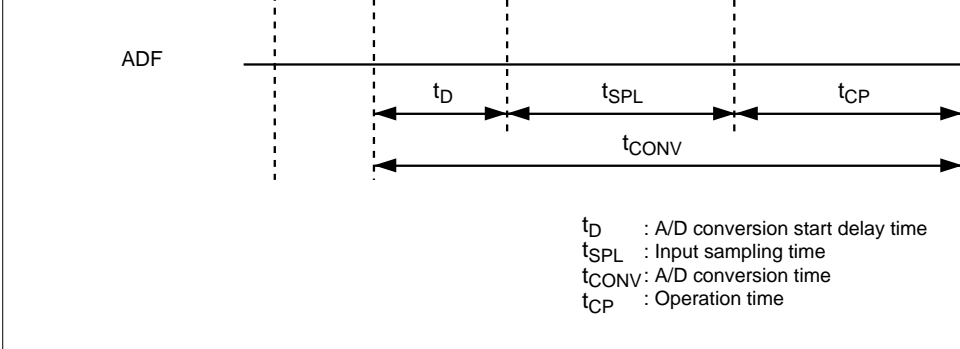 ADF
tD tSPL tCP
tCONV
tD : A/D conversion start delay time
tSPL : Input sampling time
tCONV : A/D conversion time
tCP : Operation time